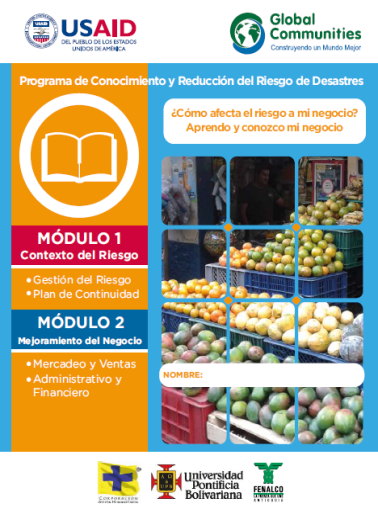 USAID
DEL PUEBLO DE LOS ESTADOS
UNIDOS DE AMÉRICA
Global
Communities
Construyendo un Mundo Mejor
Programa de Conocimiento y Reducción del Riesgo de Desastres
¿Cómo afecta el riesgo a mi negocio?
Aprendo y conozco mi negocio
MÓDULO 1
Contexto del Riesgo
• Gestión del Riesgo
• Plan de Continuidad
MÓDULO 2
Mejoramiento del Negocio
• Mercadeo y Ventas
• Administrativo y
Financiero
NOMBRE:
CORPORACIÓN
Universidad
Pontificia
Bolivariana
FENALCO
ANTIOQUIA